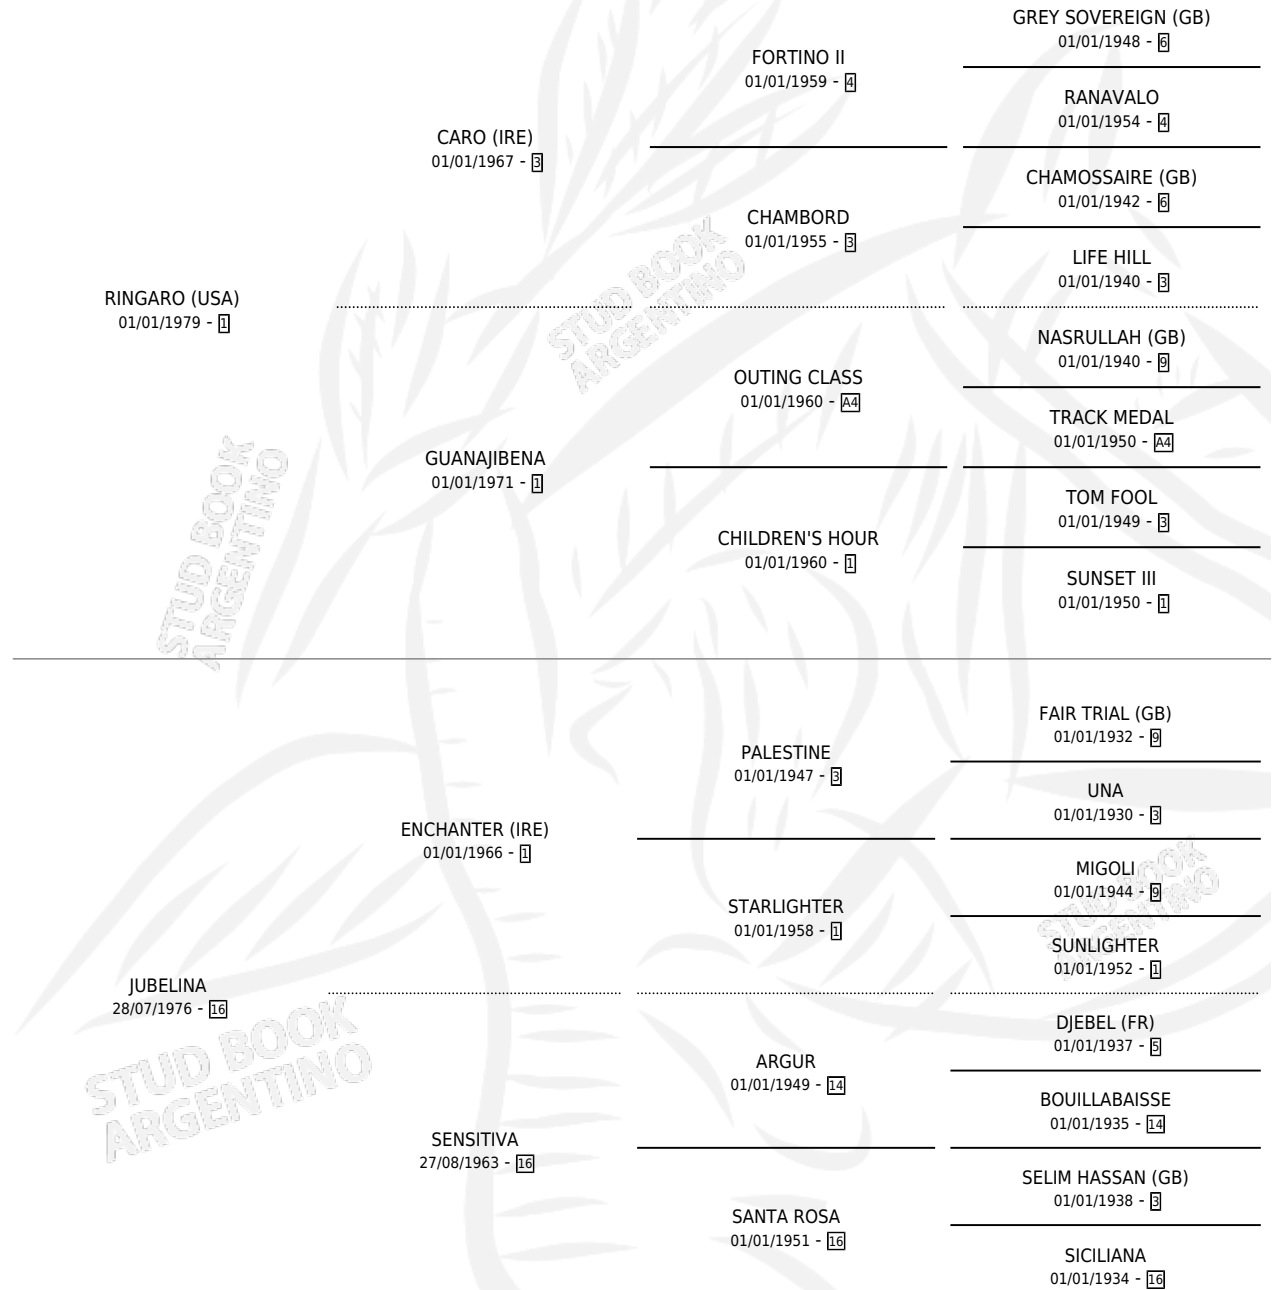 GREY SOVEREIGN (GB)
01/01/1948 - 6
FORTINO II
01/01/1959 - 4
RANAVALO
01/01/1954 - 4
CARO (IRE)
01/01/1967 - 3
CHAMOSSAIRE (GB)
01/01/1942 - 6
CHAMBORD
01/01/1955 - 3
LIFE HILL
01/01/1940 - 3
RINGARO (USA)
01/01/1979 - 1
NASRULLAH (GB)
01/01/1940 - 9
OUTING CLASS
01/01/1960 - A4
TRACK MEDAL
01/01/1950 - A4
GUANAJIBENA
01/01/1971 - 1
TOM FOOL
01/01/1949 - 3
CHILDREN'S HOUR
01/01/1960 - 1
SUNSET III
01/01/1950 - 1
FAIR TRIAL (GB)
01/01/1932 - 9
PALESTINE
01/01/1947 - 3
UNA
01/01/1930 - 3
ENCHANTER (IRE)
01/01/1966 - 1
MIGOLI
01/01/1944 - 9
STARLIGHTER
01/01/1958 - 1
SUNLIGHTER
01/01/1952 - 1
JUBELINA
28/07/1976 - 16
DJEBEL (FR)
01/01/1937 - 5
ARGUR
01/01/1949 - 14
BOUILLABAISSE
01/01/1935 - 14
SENSITIVA
27/08/1963 - 16
SELIM HASSAN (GB)
01/01/1938 - 3
SANTA ROSA
01/01/1951 - 16
SICILIANA
01/01/1934 - 16
STUD BOOK
ARGENTINO
STUD BOOK
ARGENTINO
STUD BOOK
ARGENTINO
STUD BOOK
ARGENTINO